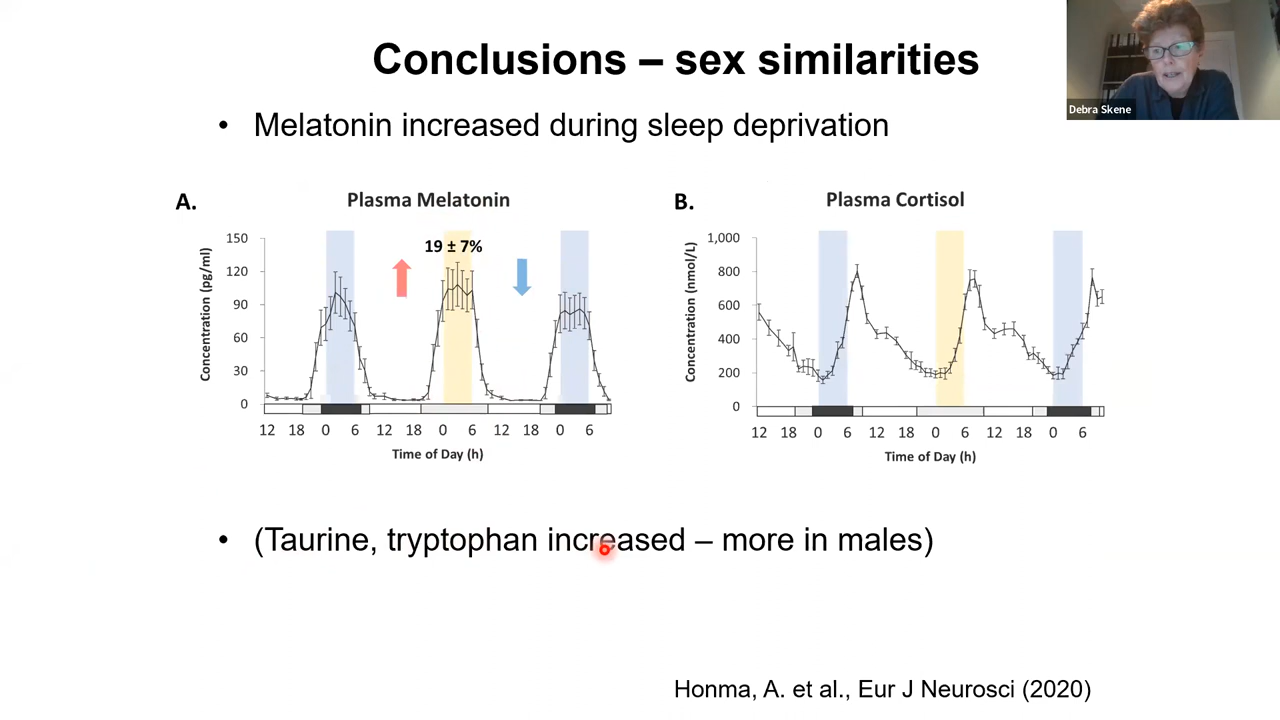 Conclusions – sex similarities
Debra Skene
• Melatonin increased during sleep deprivation
A. Plasma Melatonin
Concentration (pg/ml)
150
120
90
60
30
0
19 ± 7%
12 18 0 6 12 18 0 6 12 18 0 6
Time of Day (h)
B. Plasma Cortisol
Concentration (nmol/L)
1,000
800
600
400
200
0
12 18 0 6 12 18 0 6 12 18 0 6
Time of Day (h)
• (Taurine, tryptophan increased – more in males)
Honma, A. et al., Eur J Neurosci (2020)